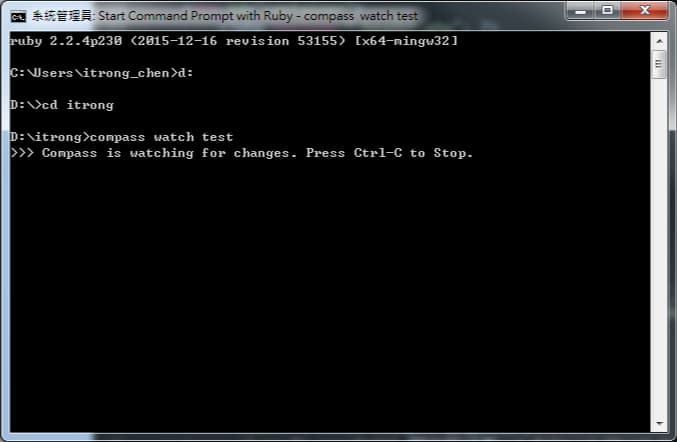 系統管理員: Start Command Prompt with Ruby - compass  watch test
ruby 2.2.4p230 (2015-12-16 revision 53155) [x64-mingw32]
C:\Users\itrong_chen>d:
D:\>cd itrong
D:\itrong>compass watch test
>>> Compass is watching for changes. Press Ctrl-C to Stop.